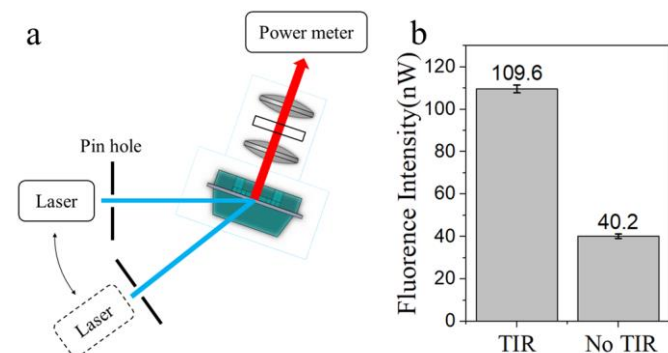 a
Power meter
Pin hole
Laser
Laser
b
Fluorence Intensity(nW)
120
100
80
60
40
20
0
109.6
40.2
TIR
No TIR